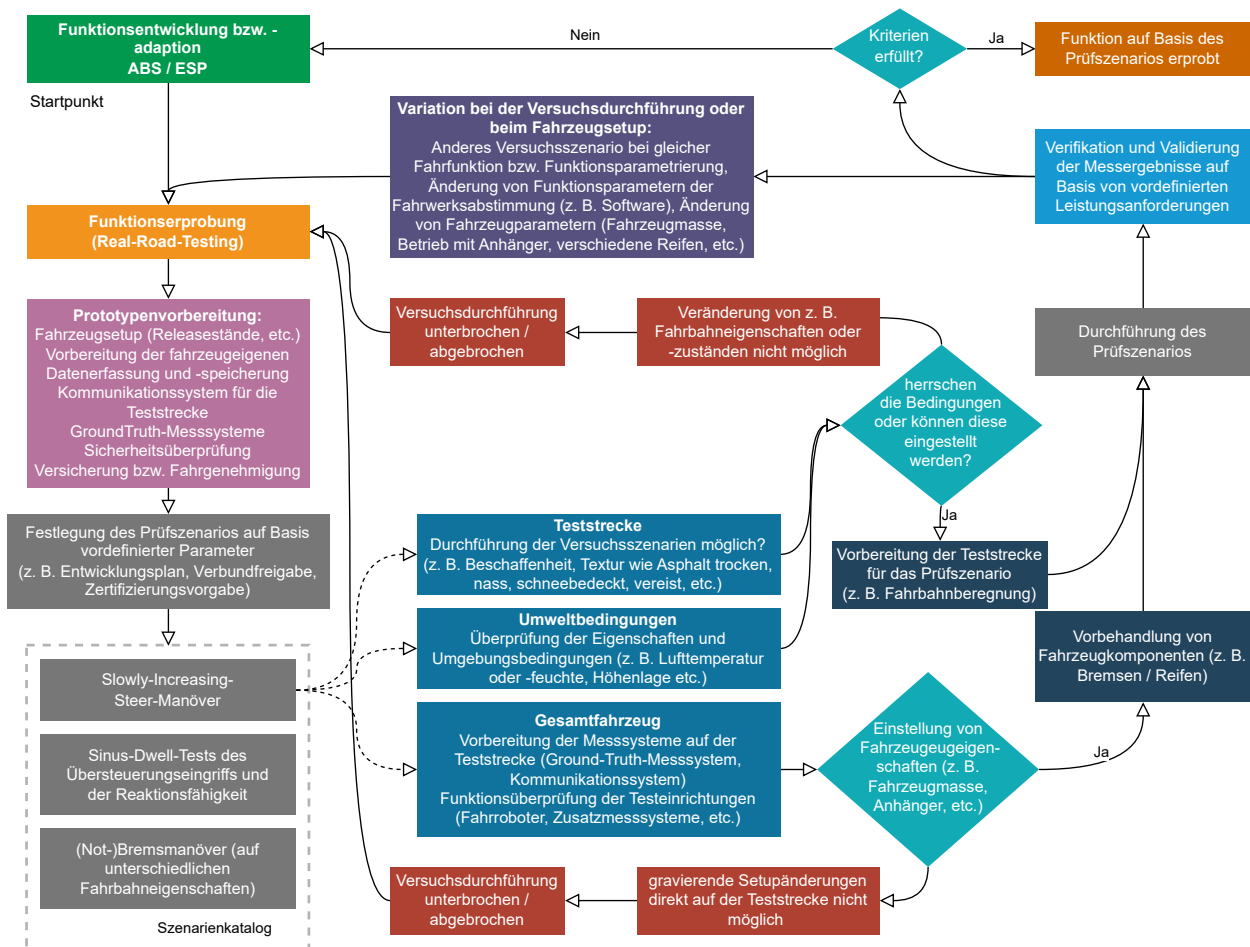 Funktionsentwicklung bzw. -
adaption
ABS / ESP
Startpunkt
Nein
Kriterien
erfüllt?
Ja
Funktion auf Basis des
Prüfszenarios erprobt
Variation bei der Versuchsdurchführung oder
beim Fahrzeugsetup:
Anderes Versuchsszenario bei gleicher
Fahrfunktion bzw. Funktionsparametrierung,
Änderung von Funktionsparametern der
Fahrwerksabstimmung (z. B. Software), Änderung
von Fahrzeugparametern (Fahrzeugmasse,
Betrieb mit Anhänger, verschiedene Reifen, etc.)
Verifikation und Validierung
der Messergebnisse auf
Basis von vordefinierten
Leistungsanforderungen
Funktionserprobung
(Real-Road-Testing)
Prototypenvorbereitung:
Fahrzeugsetup (Releasestände, etc.)
Vorbereitung der fahrzeugeigenen
Datenerfassung und -speicherung
Kommunikationssystem für die
Teststrecke
GroundTruth-Messsysteme
Sicherheitsüberprüfung
Versicherung bzw. Fahrgenehmigung
Versuchsdurchführung
unterbrochen /
abgebrochen
Veränderung von z. B.
Fahrbahneigenschaften oder
-zuständen nicht möglich
Durchführung des
Prüfszenarios
herrschen
die Bedingungen
oder können diese
eingestellt
werden?
Ja
Festlegung des Prüfszenarios auf Basis
vordefinierter Parameter
(z. B. Entwicklungsplan, Verbundfreigabe,
Zertifizierungsvorgabe)
Teststrecke
Durchführung der Versuchsszenarien möglich?
(z. B. Beschaffenheit, Textur wie Asphalt trocken,
nass, schneebedeckt, vereist, etc.)
Vorbereitung der Teststrecke
für das Prüfszenario
(z. B. Fahrbahnberegnung)
Umweltbedingungen
Überprüfung der Eigenschaften und
Umgebungsbedingungen (z. B. Lufttemperatur
oder -feuchte, Höhenlage etc.)
Vorbehandlung von
Fahrzeugkomponenten (z. B.
Bremsen / Reifen)
Slowly-Increasing-
Steer-Manöver
Sinus-Dwell-Tests des
Übersteuerungseingriffs und
der Reaktionsfähigkeit
(Not-)Bremsmanöver (auf
unterschiedlichen
Fahrbahneigenschaften)
Szenarienkatalog
Gesamtfahrzeug
Vorbereitung der Messsysteme auf der
Teststrecke (Ground-Truth-Messsystem,
Kommunikationssystem)
Funktionsüberprüfung der Testeinrichtungen
(Fahrroboter, Zusatzmesssysteme, etc.)
Einstellung von
Fahrzeugeugeigen-
schaften (z. B.
Fahrzeugmasse,
Anhänger, etc.)
Ja
Versuchsdurchführung
unterbrochen /
abgebrochen
gravierende Setupänderungen
direkt auf der Teststrecke nicht
möglich